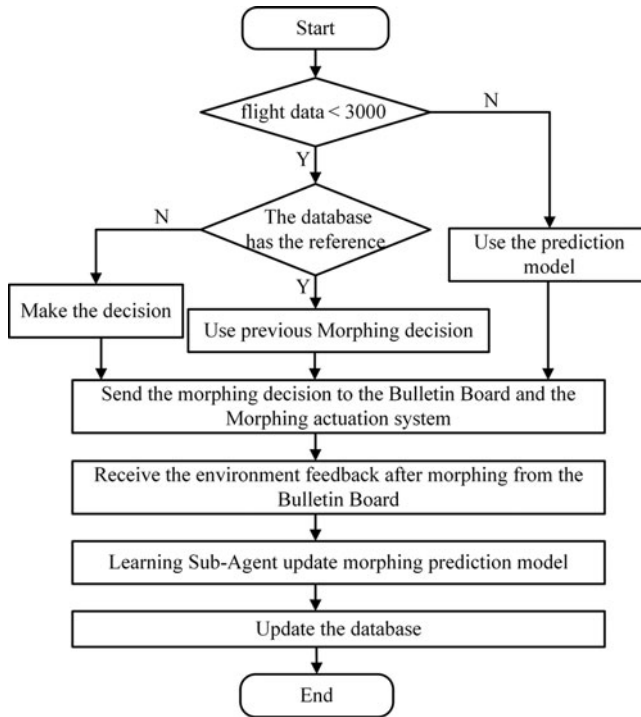 Start
flight data < 3000
N
Y
N
The database
has the reference
Use the prediction
model
Y
Make the decision
Use previous Morphing decision
Send the morphing decision to the Bulletin Board and the
Morphing actuation system
Receive the environment feedback after morphing from the
Bulletin Board
Learning Sub-Agent update morphing prediction model
Update the database
End